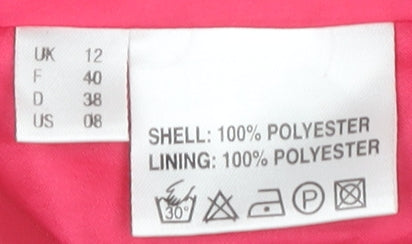 UK 12
F 40
D 38
US 08
SHELL: 100% POLYESTER
LINING: 100% POLYESTER
30°
P